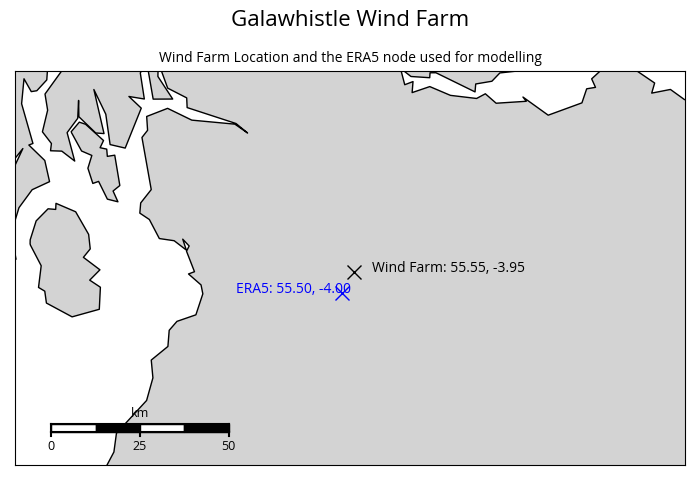 Galawhistle Wind Farm
Wind Farm Location and the ERA5 node used for modelling
Wind Farm: 55.55, -3.95
ERA5: 55.50, -4.00
km
0 25 50